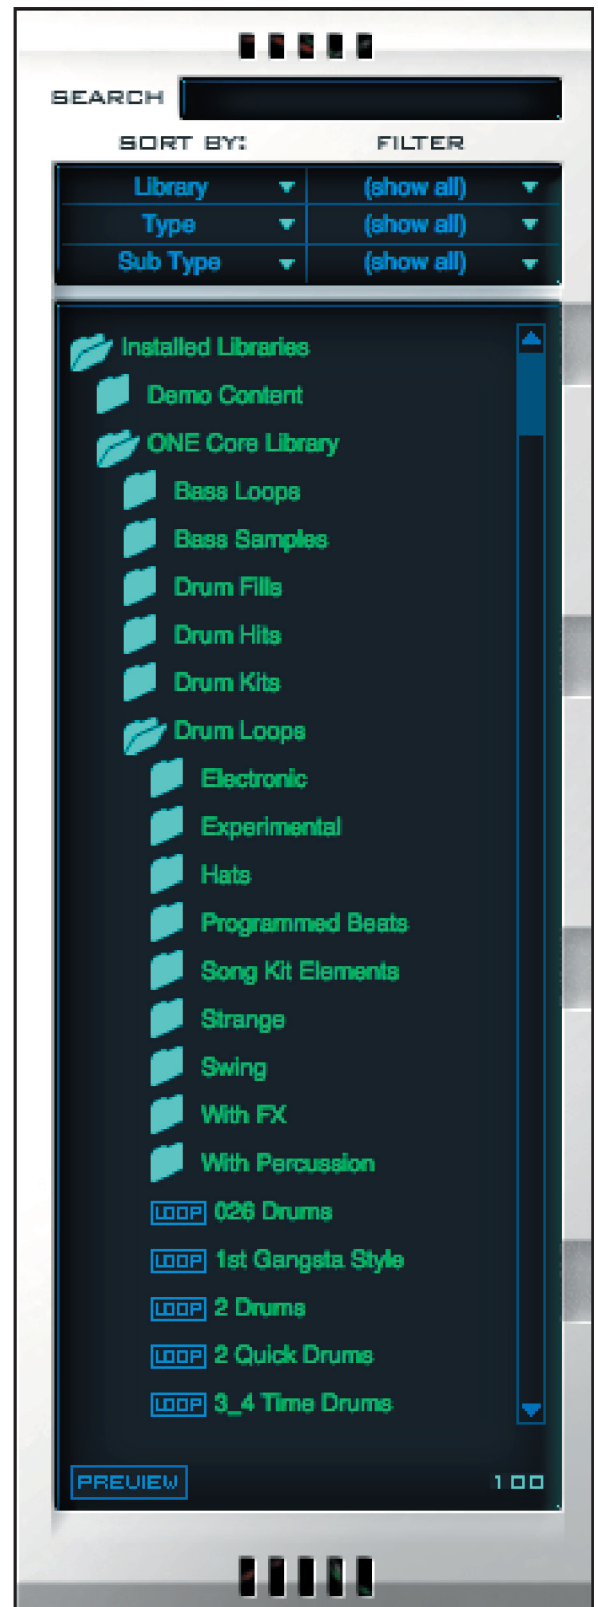 SEARCH
SORT BY: FILTER
Library (show all)
Type (show all)
Sub Type (show all)
Installed Libraries
Demo Content
ONE Core Library
Bass Loops
Bass Samples
Drum Fills
Drum Hits
Drum Kits
Drum Loops
Electronic
Experimental
Hats
Programmed Beats
Song Kit Elements
Strange
Swing
With FX
With Percussion
LOOP 026 Drums
LOOP 1st Gangsta Style
LOOP 2 Drums
LOOP 2 Quick Drums
LOOP 3_4 Time Drums
PREVIEW 100